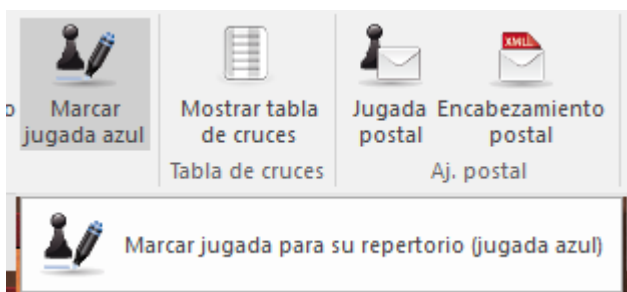 o
Marcar
jugada azul
Mostrar tabla
de cruces
Tabla de cruces
XML
Jugada
postal
Encabezamiento
postal
Aj. postal
Marcar jugada para su repertorio (jugada azul)